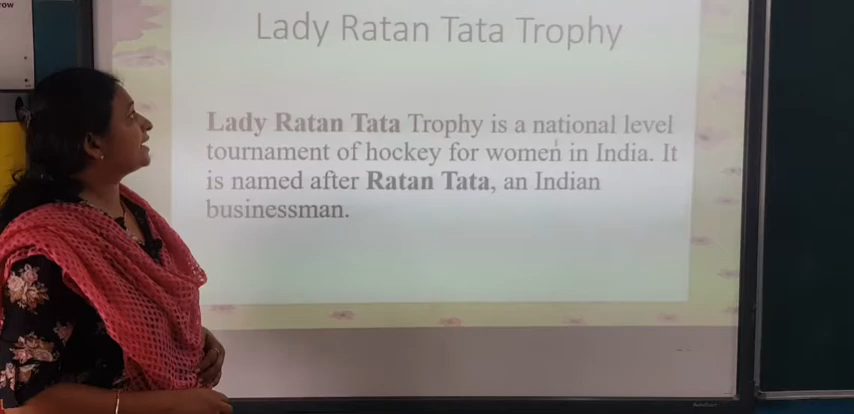 row
Lady Ratan Tata Trophy
Lady Ratan Tata Trophy is a national level
tournament of hockey for women in India. It
is named after Ratan Tata, an Indian
businessman.